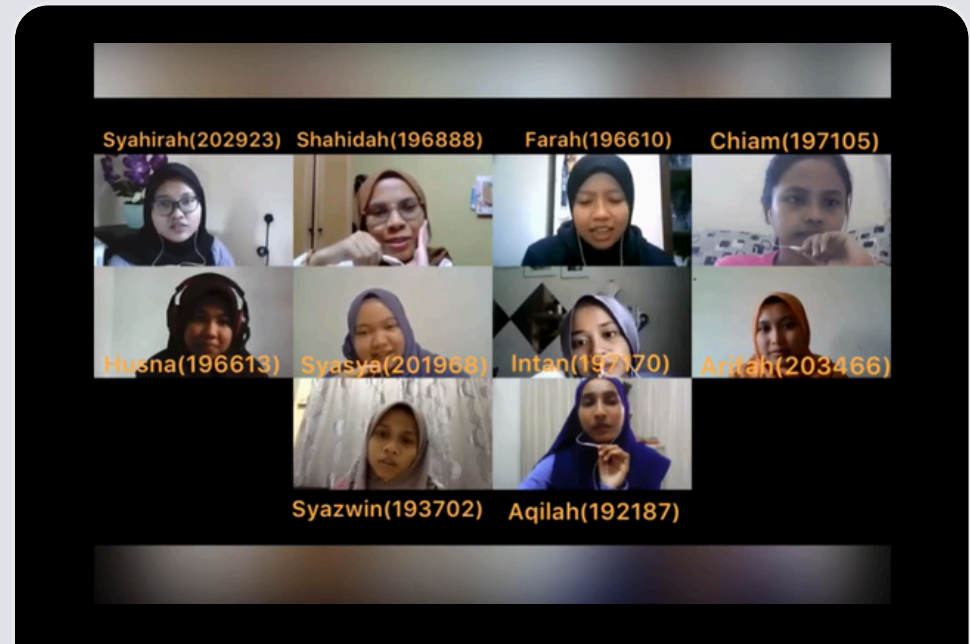 Syahirah(202923) Shahidah(196888) Farah(196610) Chiam(197105)
Husna(196613) Syasya(201968) Intan(197170) Arifah(203466)
Syazwin(193702) Aqilah(192187)